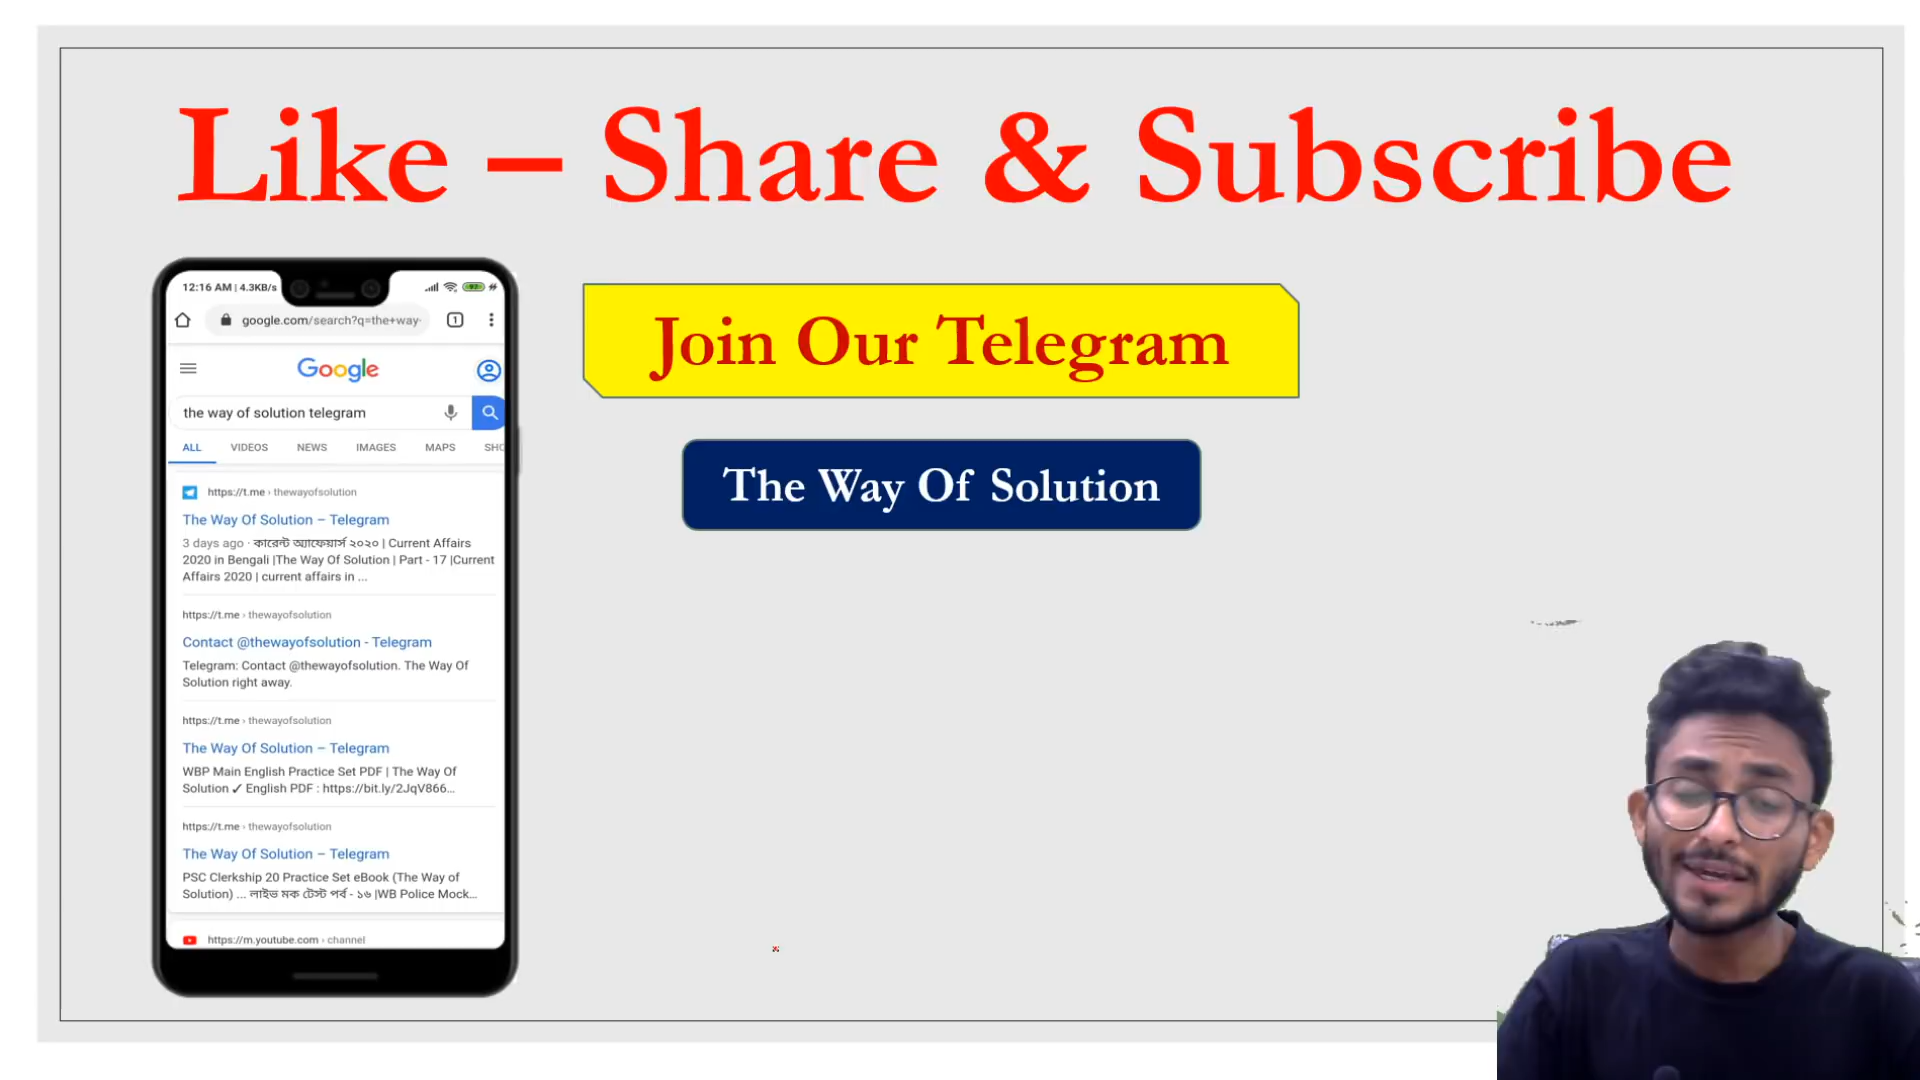 Like – Share & Subscribe
12:16 AM | 4.3KB/s
97
google.com/search?q=the+way-
1
Google
the way of solution telegram
ALL VIDEOS NEWS IMAGES MAPS SHO
https://t.me › thewayofsolution
The Way Of Solution – Telegram
3 days ago · কারেন্ট অ্যাফেয়ার্স ২০২০ | Current Affairs
2020 in Bengali |The Way Of Solution | Part - 17 |Current
Affairs 2020 | current affairs in ...
https://t.me › thewayofsolution
Contact @thewayofsolution - Telegram
Telegram: Contact @thewayofsolution. The Way Of
Solution right away.
https://t.me › thewayofsolution
The Way Of Solution – Telegram
WBP Main English Practice Set PDF | The Way Of
Solution ✓ English PDF : https://bit.ly/2JqV866...
https://t.me › thewayofsolution
The Way Of Solution – Telegram
PSC Clerkship 20 Practice Set eBook (The Way of
Solution) ... লাইভ মক টেস্ট পর্ব - ১৬ |WB Police Mock...
https://m.youtube.com › channel
Join Our Telegram
The Way Of Solution